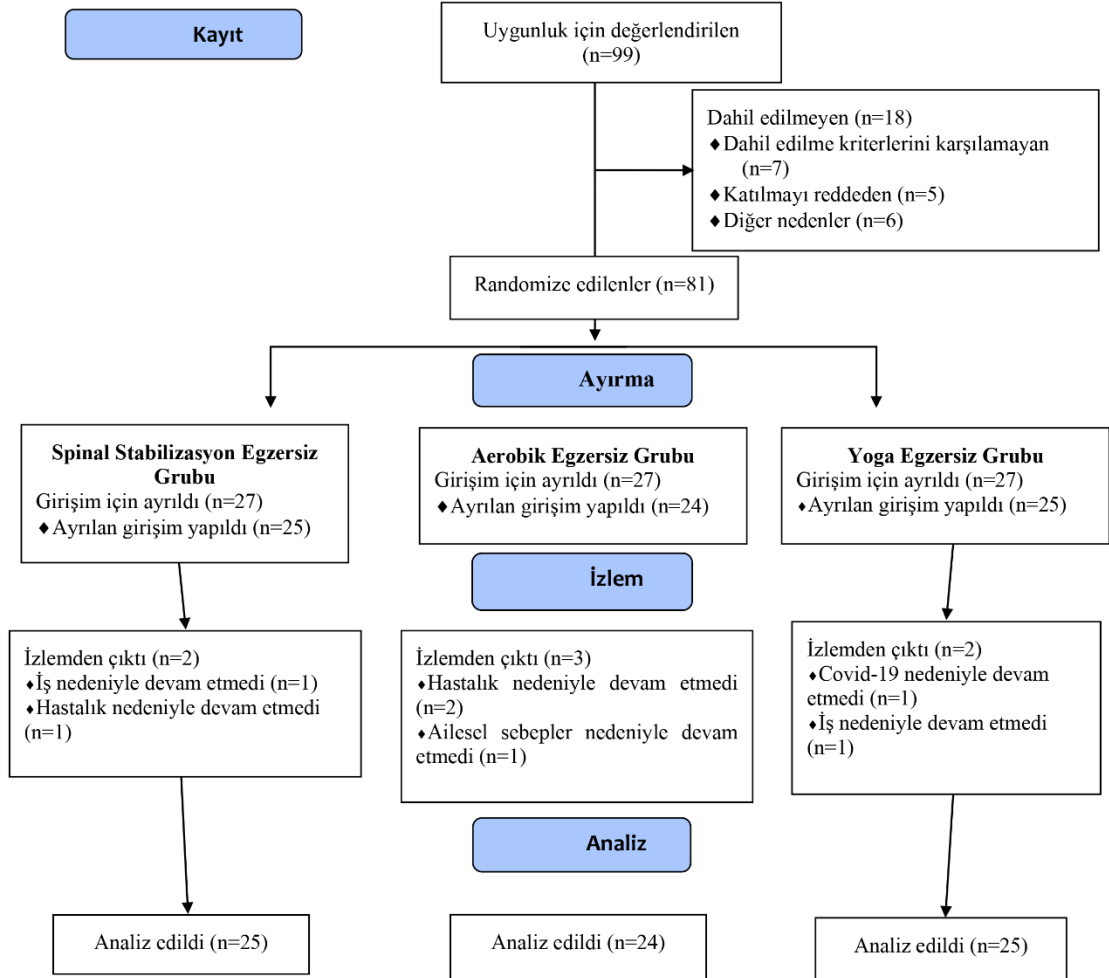 Kayıt
Uygunluk için değerlendirilen
(n=99)
Dahil edilmeyen (n=18)
♦Dahil edilme kriterlerini karşılamayan
(n=7)
♦Katılmayı reddeden (n=5)
♦Diğer nedenler (n=6)
Randomize edilenler (n=81)
Ayırma
Spinal Stabilizasyon Egzersiz
Grubu
Girişim için ayrıldı (n=27)
♦Ayrılan girişim yapıldı (n=25)
Aerobik Egzersiz Grubu
Girişim için ayrıldı (n=27)
♦Ayrılan girişim yapıldı (n=24)
Yoga Egzersiz Grubu
Girişim için ayrıldı (n=27)
♦Ayrılan girişim yapıldı (n=25)
İzlem
İzlemden çıktı (n=2)
♦İş nedeniyle devam etmedi (n=1)
♦Hastalık nedeniyle devam etmedi
(n=1)
İzlemden çıktı (n=3)
♦Hastalık nedeniyle devam etmedi
(n=2)
♦Ailesel sebepler nedeniyle devam
etmedi (n=1)
İzlemden çıktı (n=2)
♦Covid-19 nedeniyle devam
etmedi (n=1)
♦İş nedeniyle devam etmedi
(n=1)
Analiz
Analiz edildi (n=25)
Analiz edildi (n=24)
Analiz edildi (n=25)